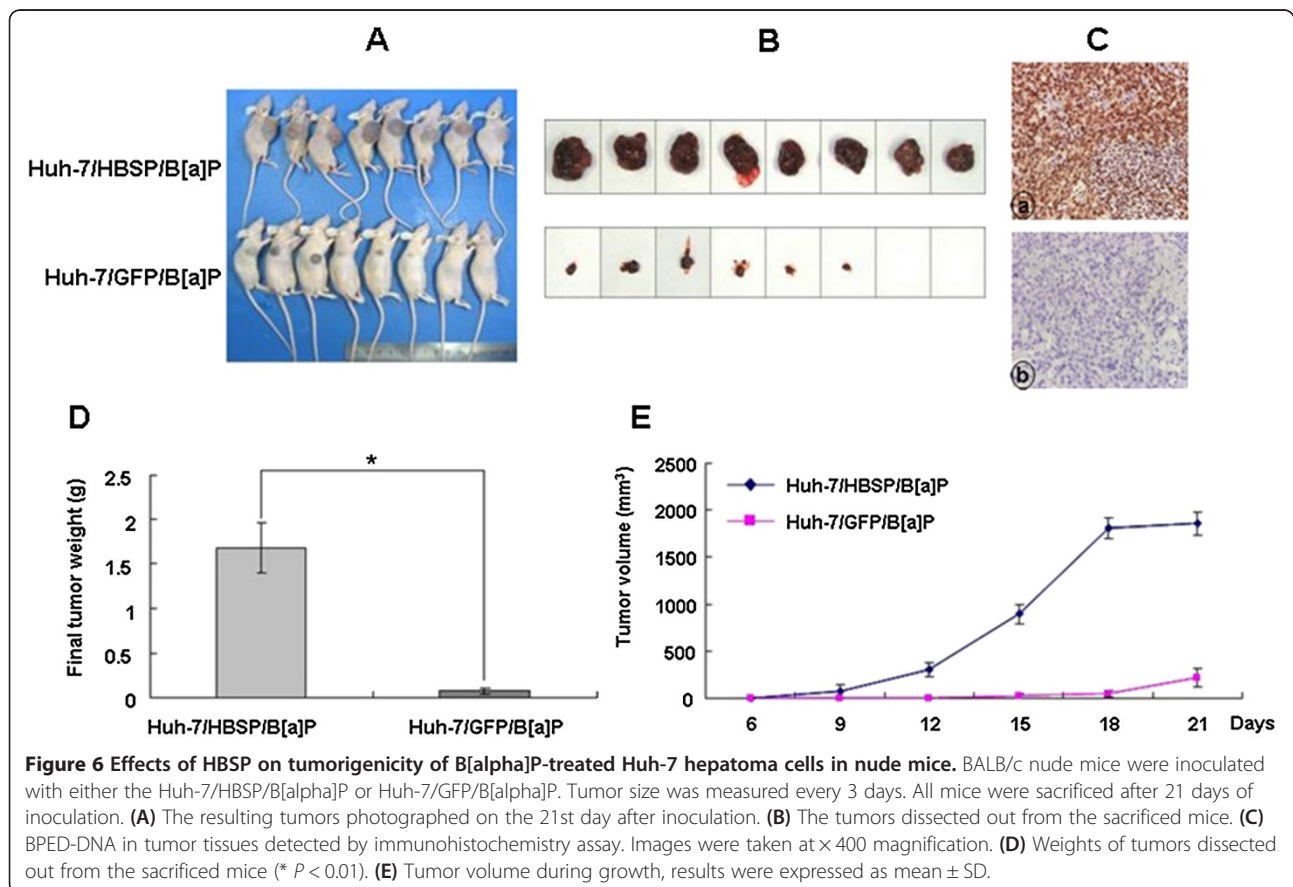 A
B
C
Huh-7/HBSP/B[a]P
Huh-7/GFP/B[a]P
a
b
D
E
*
Final tumor weight (g)
2.5
2
1.5
1
0.5
0
Huh-7/HBSP/B[a]P
Huh-7/GFP/B[a]P
Tumor volume (mm³)
2500
2000
1500
1000
500
0
Huh-7/HBSP/B[a]P
Huh-7/GFP/B[a]P
6 9 12 15 18 21 Days
Figure 6 Effects of HBSP on tumorigenicity of B[alpha]P-treated Huh-7 hepatoma cells in nude mice. BALB/c nude mice were inoculated
with either the Huh-7/HBSP/B[alpha]P or Huh-7/GFP/B[alpha]P. Tumor size was measured every 3 days. All mice were sacrificed after 21 days of
inoculation. (A) The resulting tumors photographed on the 21st day after inoculation. (B) The tumors dissected out from the sacrificed mice. (C)
BPED-DNA in tumor tissues detected by immunohistochemistry assay. Images were taken at × 400 magnification. (D) Weights of tumors dissected
out from the sacrificed mice (* P < 0.01). (E) Tumor volume during growth, results were expressed as mean ± SD.